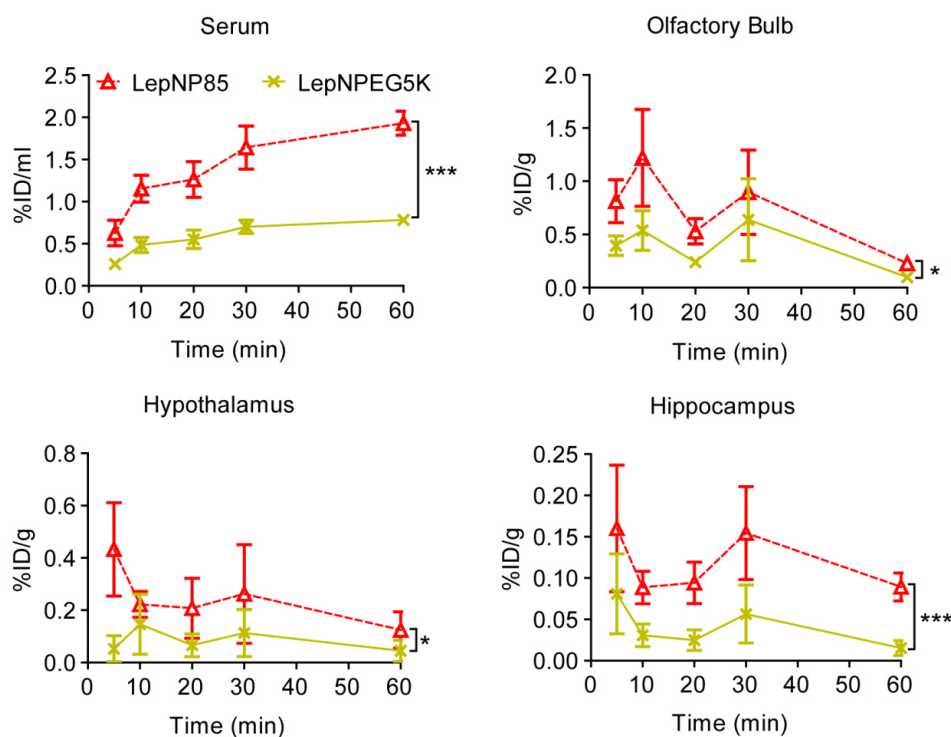 Serum
LepNP85 LepNPEG5K
%ID/ml
2.5
2.0
1.5
1.0
0.5
0.0
0 10 20 30 40 50 60
Time (min)
***
Olfactory Bulb
%ID/g
2.0
1.5
1.0
0.5
0.0
0 10 20 30 40 50 60
Time (min)
*
Hypothalamus
%ID/g
0.8
0.6
0.4
0.2
0.0
0 10 20 30 40 50 60
Time (min)
*
Hippocampus
%ID/g
0.25
0.20
0.15
0.10
0.05
0.00
0 10 20 30 40 50 60
Time (min)
***